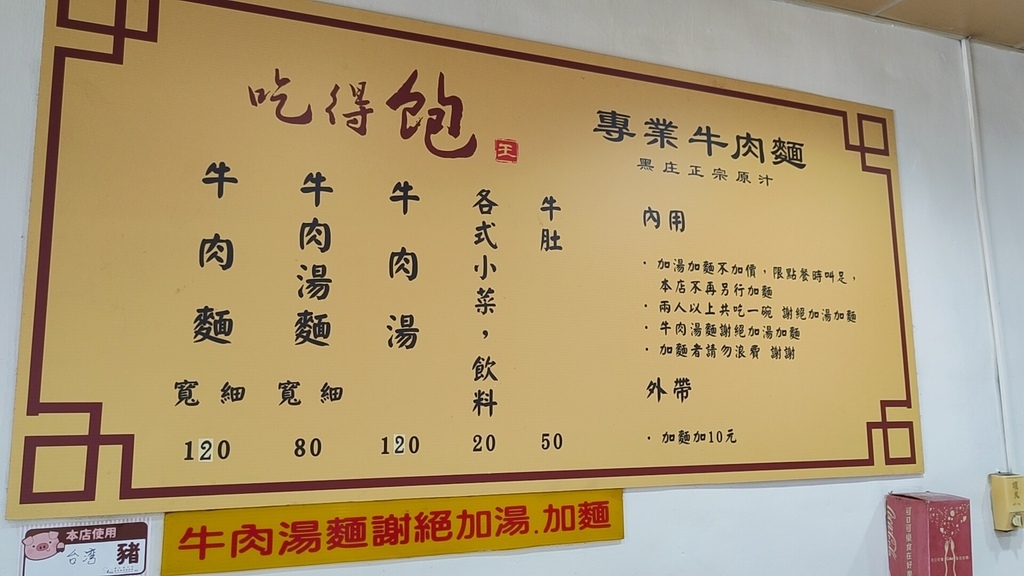 吃得飽
王
專業牛肉麵
黑庄正宗原汁
牛肉麵 寬 細 120
牛肉湯麵 寬 細 80
牛肉湯 120
各式小菜，飲料 20
牛肚 50
內用
· 加湯加麵不加價，限點餐時叫足，
本店不再另行加麵
· 兩人以上共吃一碗 謝絕加湯加麵
· 牛肉湯麵謝絕加湯加麵
· 加麵者請勿浪費 謝謝
外帶
· 加麵加10元
牛肉湯麵謝絕加湯.加麵
本店使用
台灣 豬